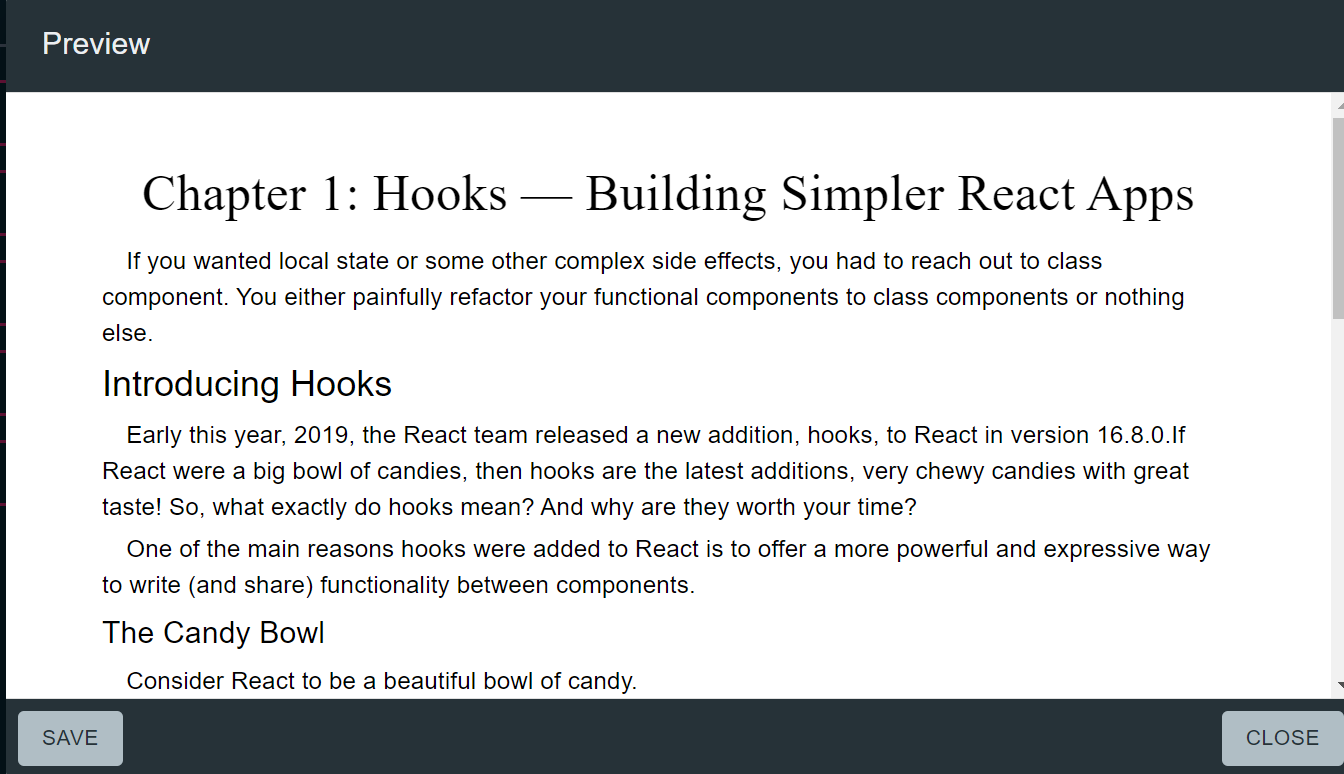 Preview
Chapter 1: Hooks — Building Simpler React Apps
If you wanted local state or some other complex side effects, you had to reach out to class
component. You either painfully refactor your functional components to class components or nothing
else.
Introducing Hooks
Early this year, 2019, the React team released a new addition, hooks, to React in version 16.8.0.If
React were a big bowl of candies, then hooks are the latest additions, very chewy candies with great
taste! So, what exactly do hooks mean? And why are they worth your time?
One of the main reasons hooks were added to React is to offer a more powerful and expressive way
to write (and share) functionality between components.
The Candy Bowl
Consider React to be a beautiful bowl of candy.
SAVE
CLOSE